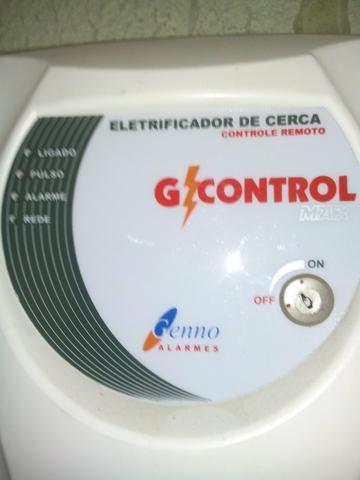 ELETRIFICADOR DE CERCA
CONTROLE REMOTO
LIGADO
PULSO
ALARME
REDE
G CONTROL
MAX
ON
OFF
Genno
ALARMES